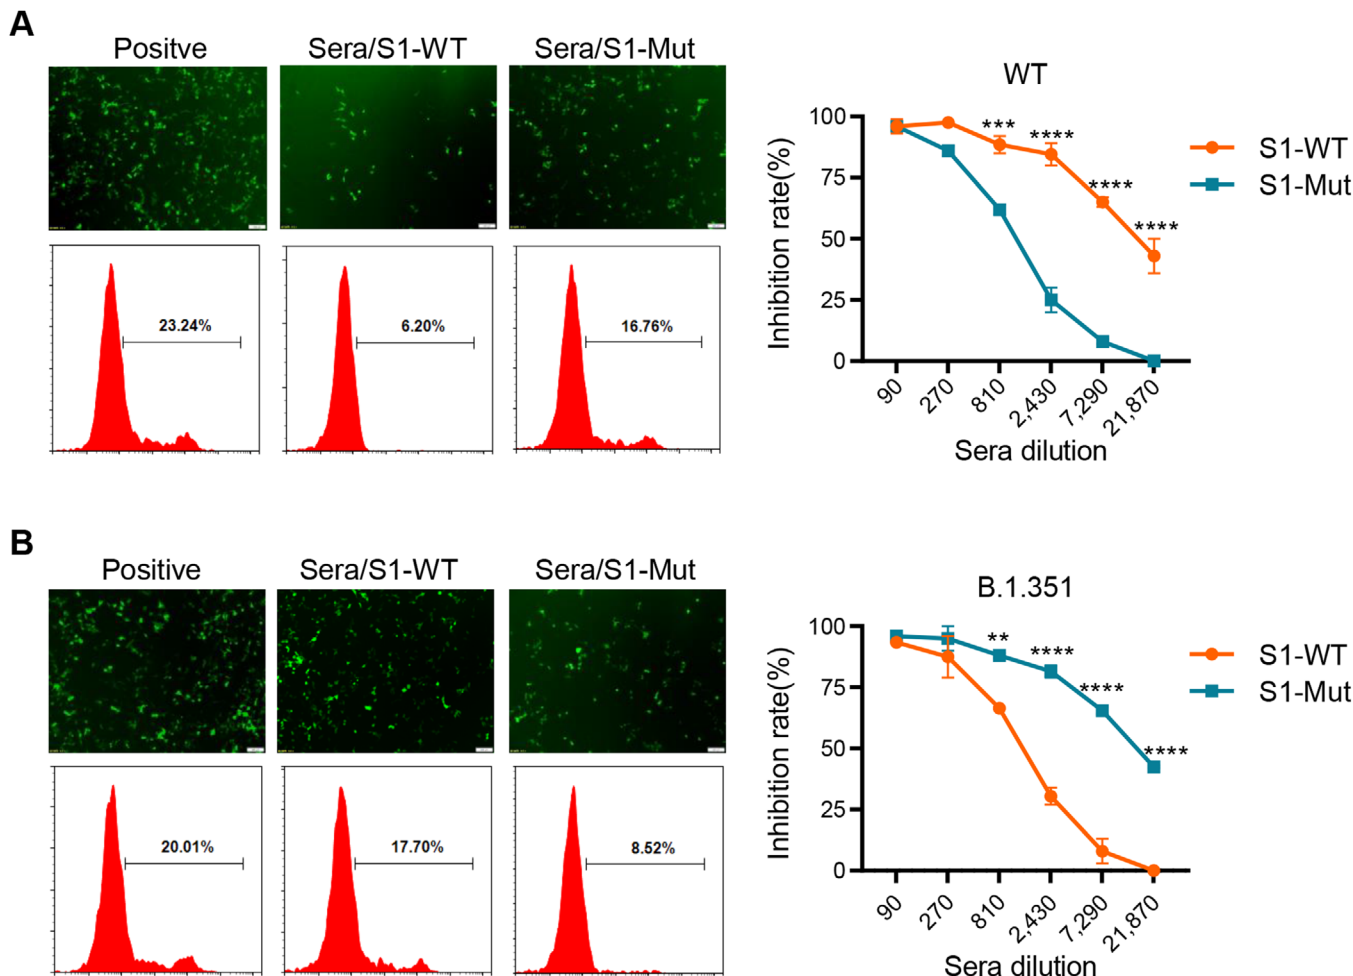 A
Positve
Sera/S1-WT
Sera/S1-Mut
23.24%
6.20%
16.76%
WT
Inhibition rate(%)
100
75
50
25
0
***
****
****
****
S1-WT
S1-Mut
90
270
810
2,430
7,290
21,870
Sera dilution
B
Positive
Sera/S1-WT
Sera/S1-Mut
20.01%
17.70%
8.52%
B.1.351
Inhibition rate(%)
100
75
50
25
0
**
****
****
****
S1-WT
S1-Mut
90
270
810
2,430
7,290
21,870
Sera dilution